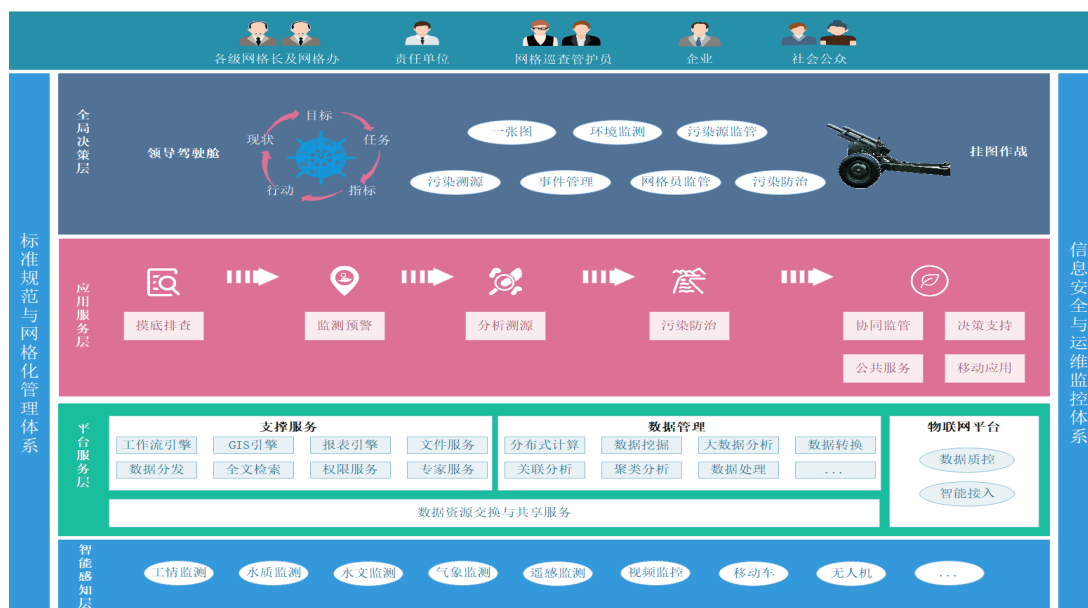 各级网格长及网格办
责任单位
网格巡查管护员
企业
社会公众
标准规范与网格化管理体系
全局决策层
领导驾驶舱
目标
现状
任务
行动
指标
一张图
环境监测
污染源监管
污染溯源
事件管理
网格员监管
污染防治
挂图作战
应用服务层
摸底排查
监测预警
分析溯源
污染防治
协同监管
决策支持
公共服务
移动应用
平台服务层
支撑服务
工作流引擎
GIS引擎
报表引擎
文件服务
数据分发
全文检索
权限服务
专家服务
数据管理
分布式计算
数据挖掘
大数据分析
数据转换
关联分析
聚类分析
数据处理
...
数据资源交换与共享服务
物联网平台
数据质控
智能接入
智能感知层
工情监测
水质监测
水文监测
气象监测
遥感监测
视频监控
移动车
无人机
...
信息安全与运维监控体系